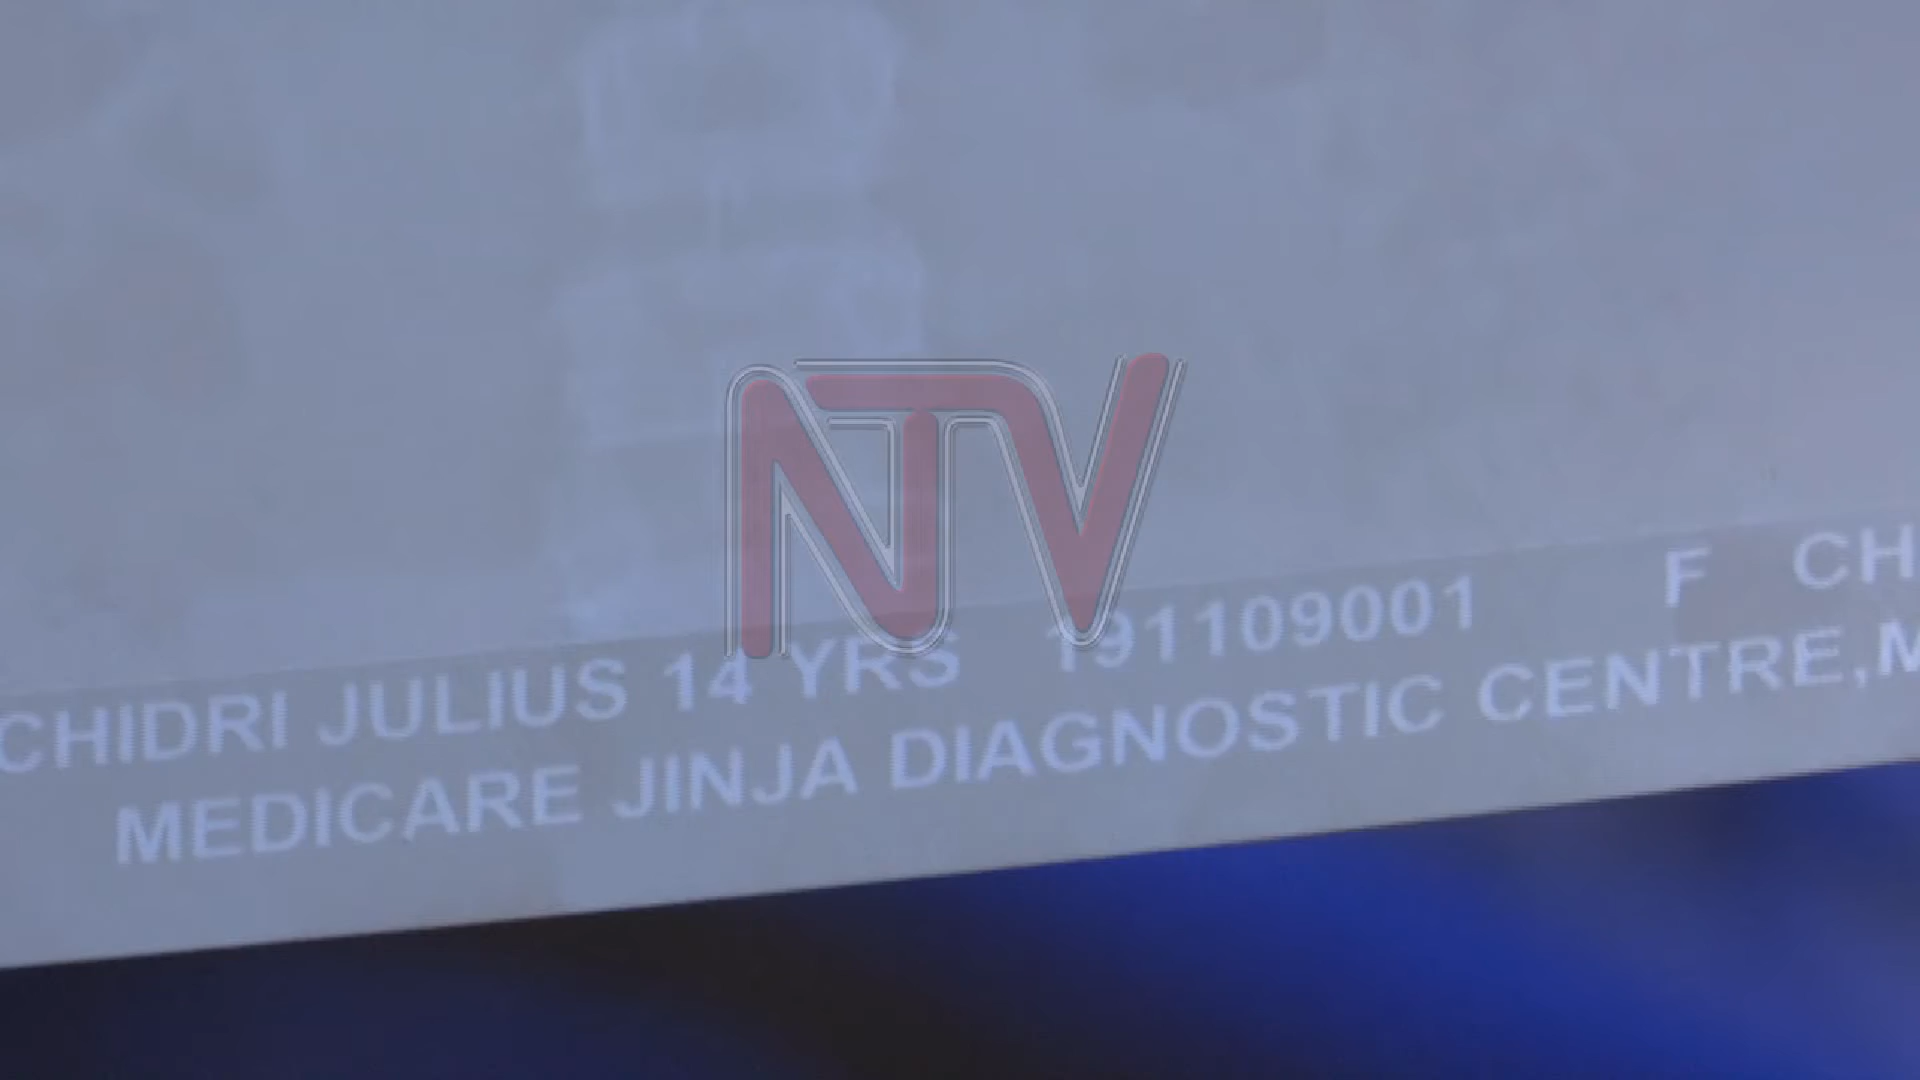 NTV
CHIDRI JULIUS 14 YRS 191109001 F CH
MEDICARE JINJA DIAGNOSTIC CENTRE,M